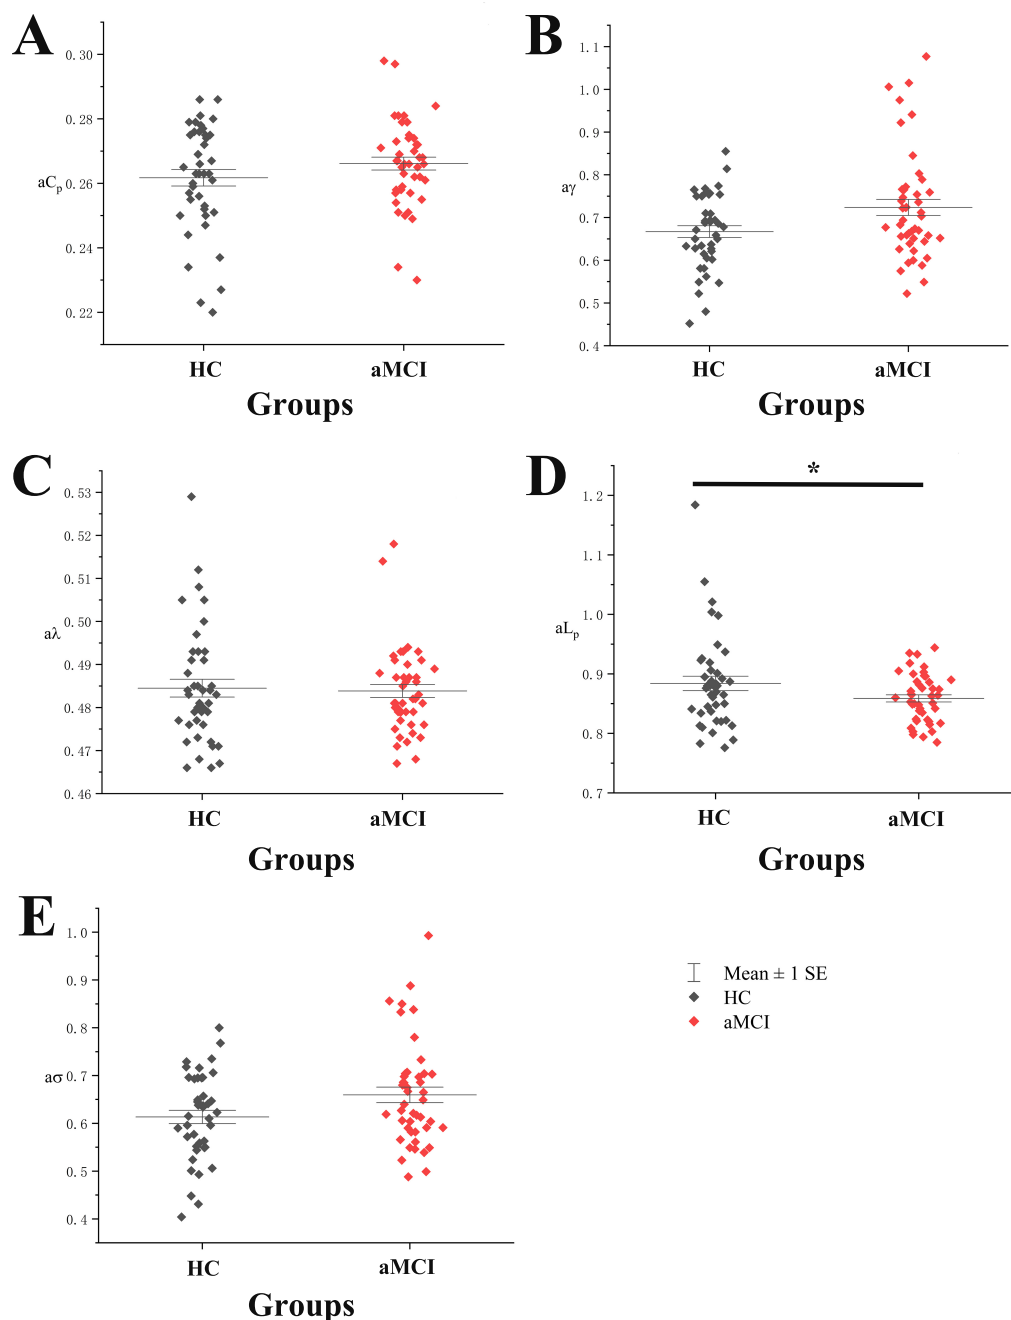 A
0.30
0.28
aCp 0.26
0.24
0.22
HC aMCI
Groups
B
1.1
1.0
0.9
0.8
aγ 0.7
0.6
0.5
0.4
HC aMCI
Groups
C
0.53
0.52
0.51
0.50
aλ
0.49
0.48
0.47
0.46
HC aMCI
Groups
D
*
1.2
1.1
1.0
aLp
0.9
0.8
0.7
HC aMCI
Groups
E
1.0
0.9
0.8
aσ 0.7
0.6
0.5
0.4
HC aMCI
Groups
Mean ± 1 SE
HC
aMCI